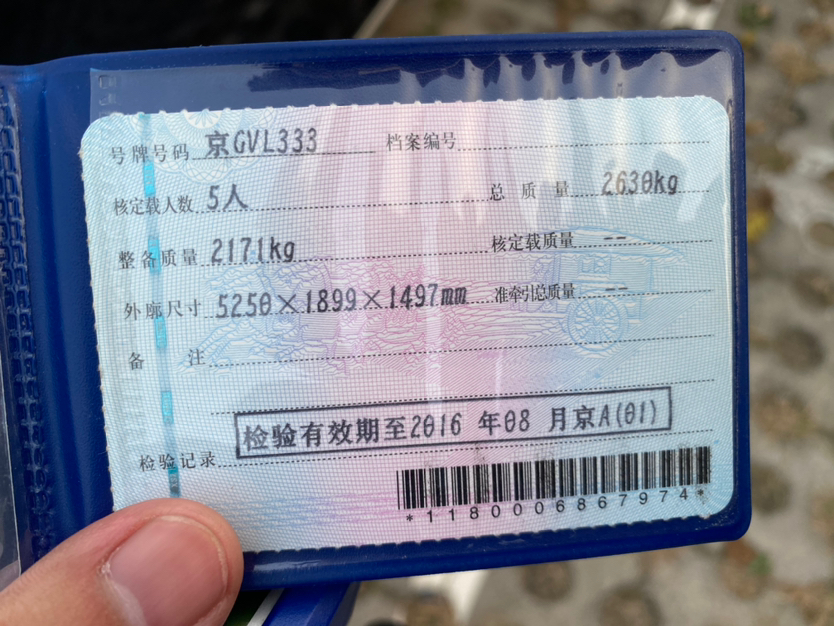 号牌号码 京GVL333 档案编号
核定载人数 5人 总质量 2630kg
整备质量 2171kg 核定载质量 --
外廓尺寸 5250×1899×1497mm 准牵引总质量 --
备注
检验有效期至2016年08月京A(01)
检验记录
*1180006867974*